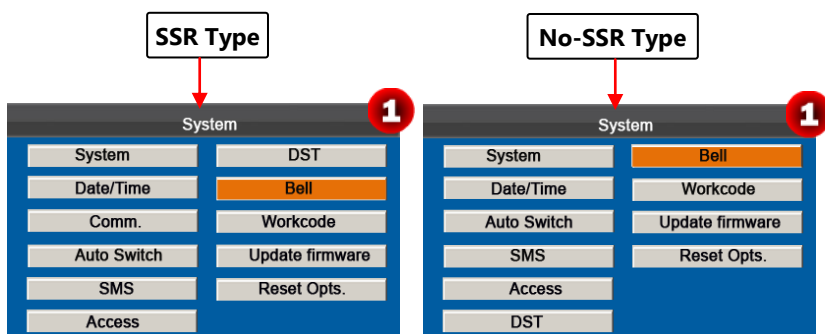 SSR Type
No-SSR Type
1
System
System DST
Date/Time Bell
Comm. Workcode
Auto Switch Update firmware
SMS Reset Opts.
Access
1
System
System Bell
Date/Time Workcode
Auto Switch Update firmware
SMS Reset Opts.
Access
DST